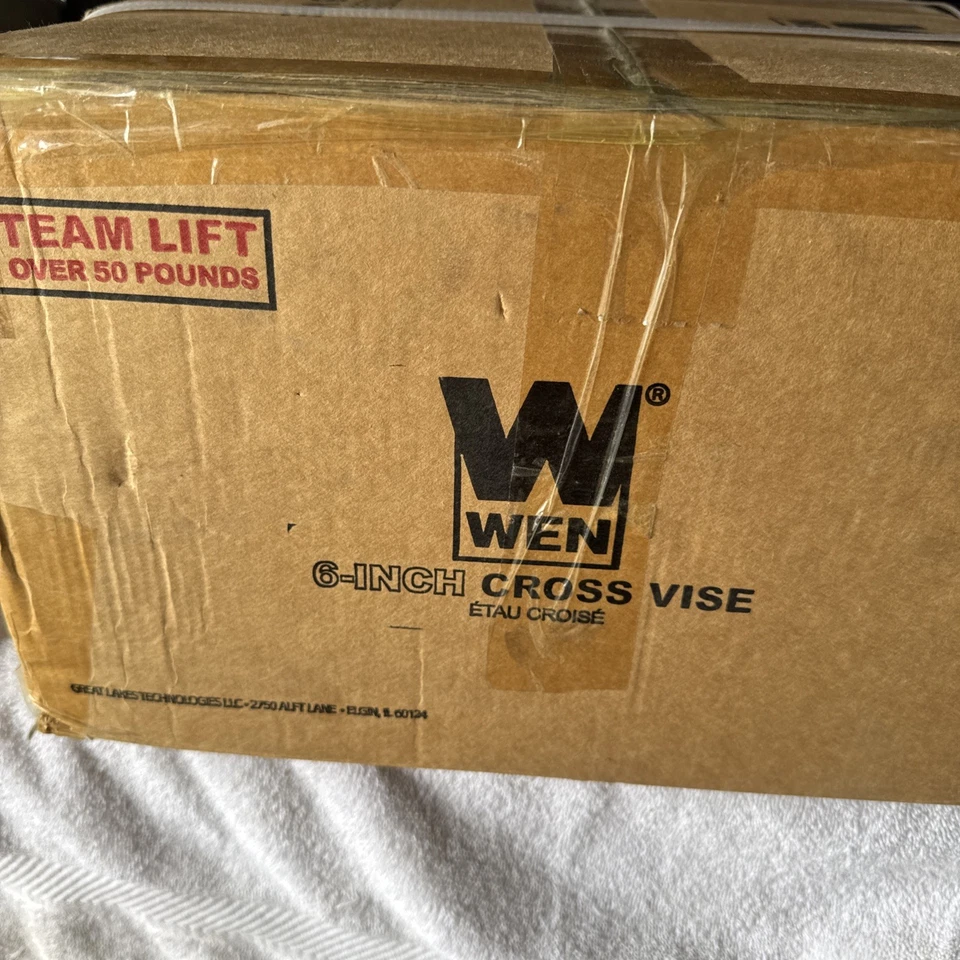 TEAM LIFT
OVER 50 POUNDS
W®
WEN
6-INCH CROSS VISE
ÉTAU CROISÉ
GREAT LAKES TECHNOLOGIES LLC • 2750 ALFT LANE • ELGIN, IL 60124